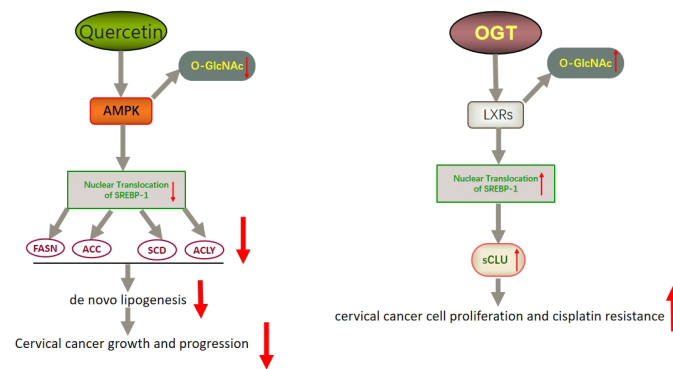 Quercetin
O-GlcNAc
AMPK
Nuclear Translocation
of SREBP-1
FASN
ACC
SCD
ACLY
de novo lipogenesis
Cervical cancer growth and progression
OGT
O-GlcNAc
LXRs
Nuclear Translocation
of SREBP-1
sCLU
cervical cancer cell proliferation and cisplatin resistance